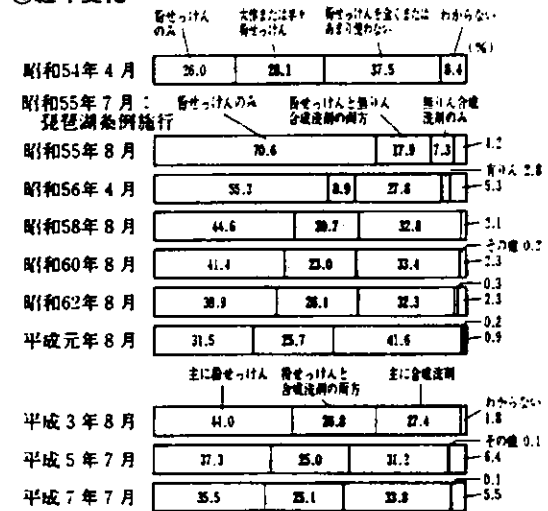 粉せっけんのみ 大体または半々粉せっけん 粉せっけんを全くまたはあまり使わない わからない
(%)
昭和54年4月 26.0 28.1 37.5 8.4
昭和55年7月:
琵琶湖条例施行
粉せっけんのみ 粉せっけんと無りん合成洗剤の両方 無りん合成洗剤のみ
昭和55年8月 70.6 17.9 7.3 4.2
有りん 2.8
昭和56年4月 55.3 8.9 27.8 5.3
昭和58年8月 44.6 20.7 32.8 2.1
その他 0.2
昭和60年8月 41.4 23.0 33.4 2.3
0.3
昭和62年8月 38.9 26.1 32.3 2.3
0.2
平成元年8月 31.5 25.7 41.6 0.9
主に粉せっけん 粉せっけんと合成洗剤の両方 主に合成洗剤
わからない
平成3年8月 44.0 26.8 27.4 1.8
その他 0.1
平成5年7月 37.3 25.0 31.2 6.4
0.1
平成7年7月 35.5 25.1 33.8 5.5